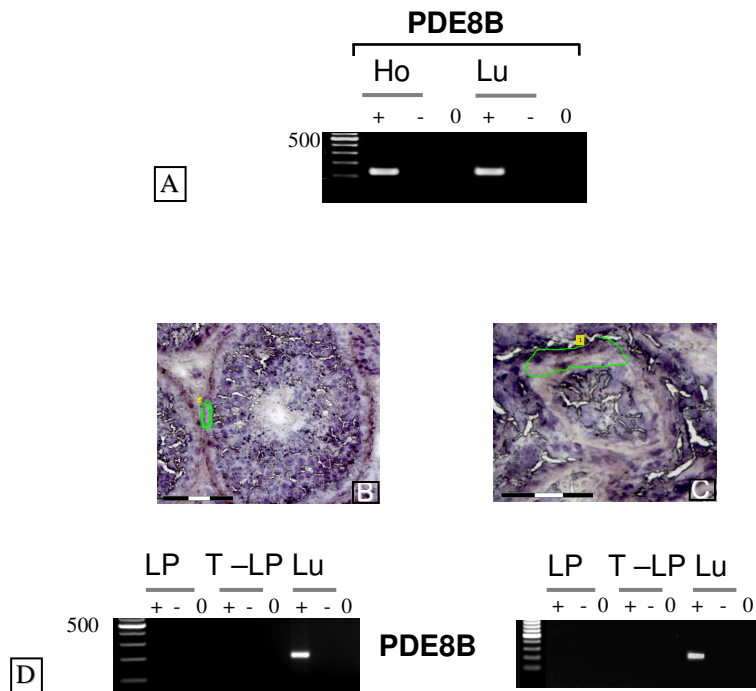 PDE8B
Ho Lu
+ - 0 + - 0
500
A
B
C
LP T –LP Lu LP T –LP Lu
+ - 0 + - 0 + 0 + - 0 + - 0 + - 0
500
PDE8B
D